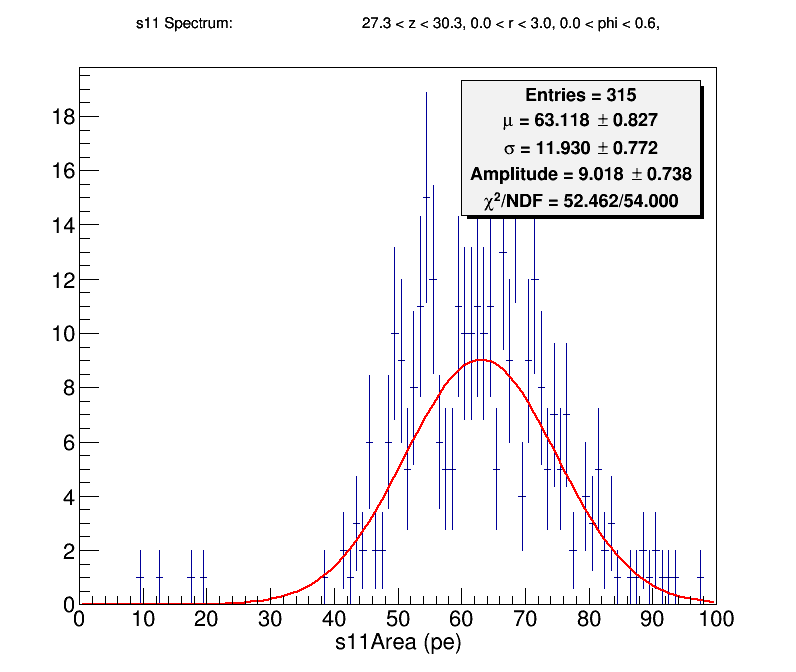 s11 Spectrum: 27.3 < z < 30.3, 0.0 < r < 3.0, 0.0 < phi < 0.6,
Entries = 315
μ = 63.118 ± 0.827
σ = 11.930 ± 0.772
Amplitude = 9.018 ± 0.738
χ²/NDF = 52.462/54.000
18
16
14
12
10
8
6
4
2
0
0 10 20 30 40 50 60 70 80 90 100
s11Area (pe)